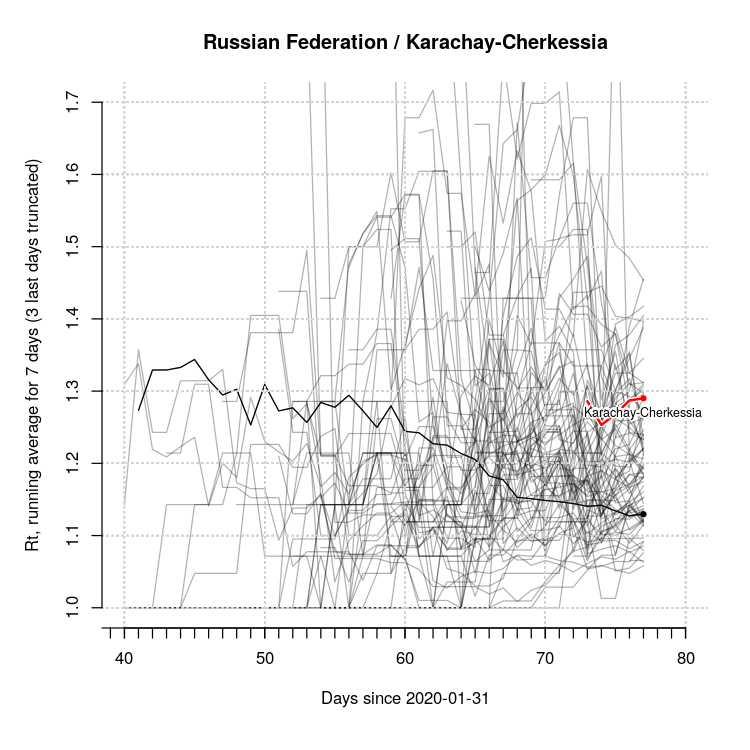 Russian Federation / Karachay-Cherkessia
Rt, running average for 7 days (3 last days truncated)
1.7
1.6
1.5
1.4
1.3
1.2
1.1
1.0
Karachay-Cherkessia
40 50 60 70 80
Days since 2020-01-31